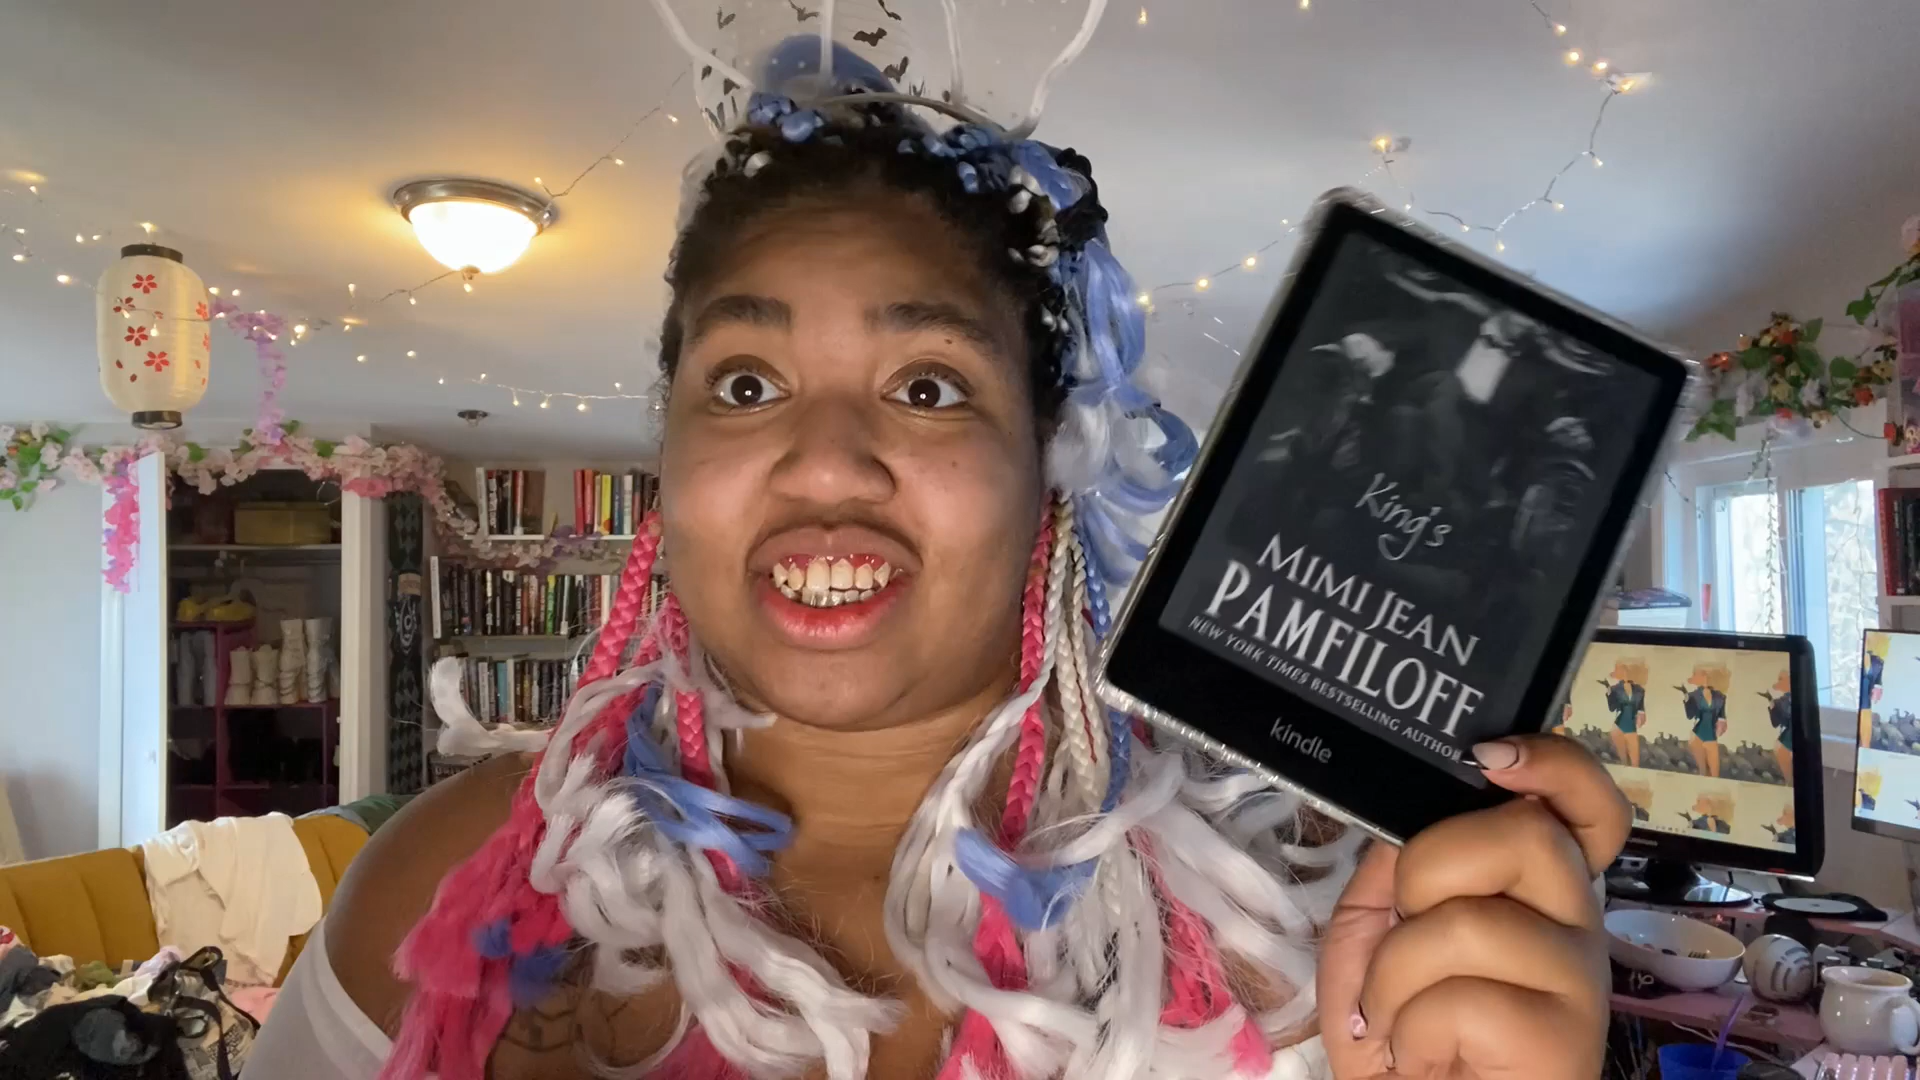 King's
MIMI JEAN
PAMFILOFF
NEW YORK TIMES BESTSELLING AUTHOR
kindle